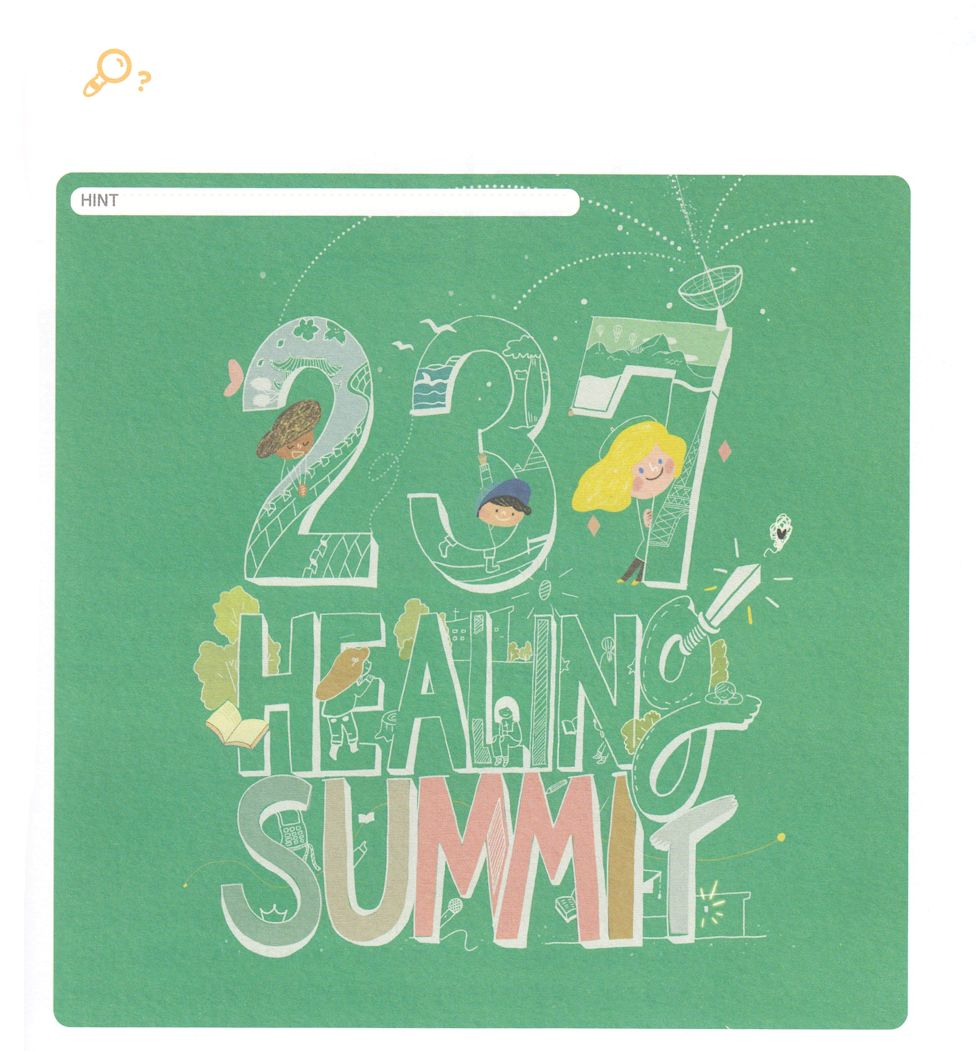 ?
HINT
237
HEALING
SUMMIT